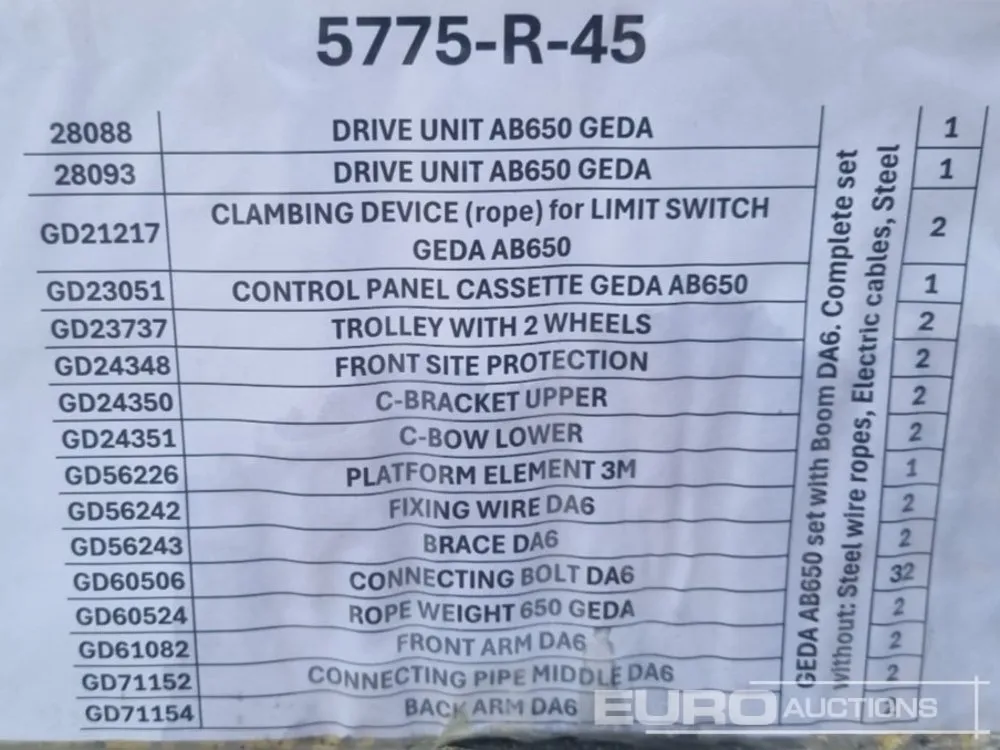 5775-R-45
28088 DRIVE UNIT AB650 GEDA 1
28093 DRIVE UNIT AB650 GEDA 1
GD21217 CLAMBING DEVICE (rope) for LIMIT SWITCH
GEDA AB650 2
GD23051 CONTROL PANEL CASSETTE GEDA AB650 1
GD23737 TROLLEY WITH 2 WHEELS 2
GD24348 FRONT SITE PROTECTION 2
GD24350 C-BRACKET UPPER 2
GD24351 C-BOW LOWER 2
GD56226 PLATFORM ELEMENT 3M 1
GD56242 FIXING WIRE DA6 2
GD56243 BRACE DA6 2
GD60506 CONNECTING BOLT DA6 32
GD60524 ROPE WEIGHT 650 GEDA 2
GD61082 FRONT ARM DA6 2
GD71152 CONNECTING PIPE MIDDLE DA6 2
GD71154 BACK ARM DA6
GEDA AB650 set with Boom DA6. Complete set
without: Steel wire ropes, Electric cables, Steel
EURO AUCTIONS